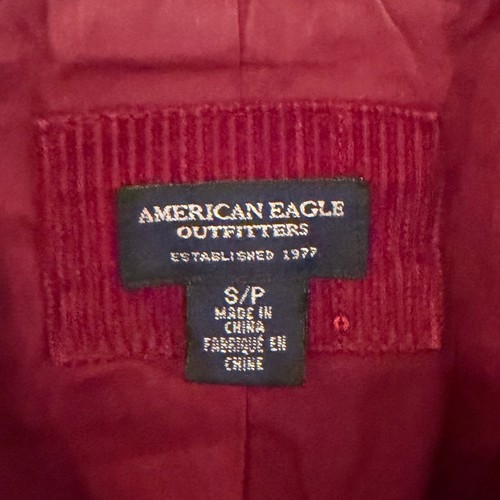 AMERICAN EAGLE
OUTFITTERS
ESTABLISHED 1977
S/P
MADE IN
CHINA
FABRIQUÉ EN
CHINE